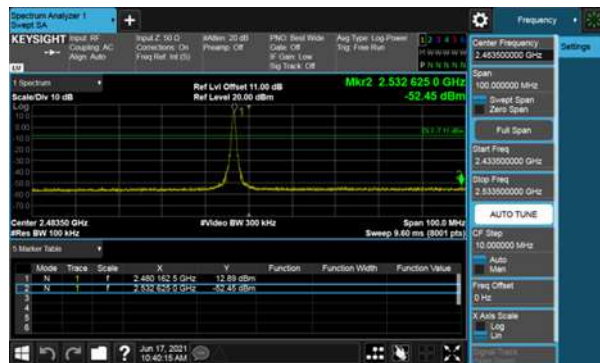 Spectrum Analyzer 1
Swept SA
+
Frequency
KEYSIGHT
Input: RF
Coupling: AC
Align: Auto
Input Z: 50 Ω
Corrections: On
Freq Ref: Int (S)
#Atten: 20 dB
Preamp: Off
PNO: Best Wide
Gate: Off
IF Gain: Low
Sig Track: Off
Avg Type: Log-Power
Trig: Free Run
1 2 3 4 5 6
M W W W W W
P N N N N N
LW
1 Spectrum
Scale/Div 10 dB
Ref Lvl Offset 11.00 dB
Ref Level 20.00 dBm
Mkr2 2.532 625 0 GHz
-52.45 dBm
Log
Center 2.48350 GHz
#Res BW 100 kHz
#Video BW 300 kHz
Span 100.0 MHz
Sweep 9.60 ms (8001 pts)
5 Marker Table
Mode Trace Scale X Y Function Function Width Function Value
1 N 1 f 2.480 162 5 GHz 12.89 dBm
2 N 1 f 2.532 625 0 GHz -52.45 dBm
3
4
5
6
Jun 17, 2021
10:40:15 AM
Center Frequency
2.483500000 GHz
Settings
Span
100.000000 MHz
Swept Span
Zero Span
Full Span
Start Freq
2.433500000 GHz
Stop Freq
2.533500000 GHz
AUTO TUNE
CF Step
10.000000 MHz
Auto
Man
Freq Offset
0 Hz
X Axis Scale
Log
Lin